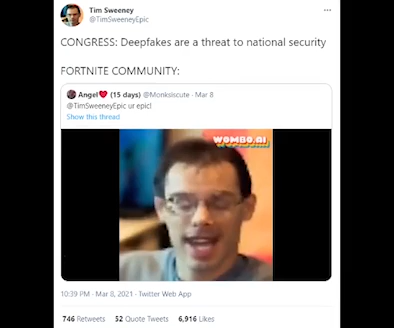 Tim Sweeney
@TimSweeneyEpic
CONGRESS: Deepfakes are a threat to national security
FORTNITE COMMUNITY:
Angel❤ (15 days) @Monksiscute · Mar 8
@TimSweeneyEpic ur epic!
Show this thread
WOMBO.AI
10:39 PM · Mar 8, 2021 · Twitter Web App
746 Retweets 52 Quote Tweets 6,916 Likes